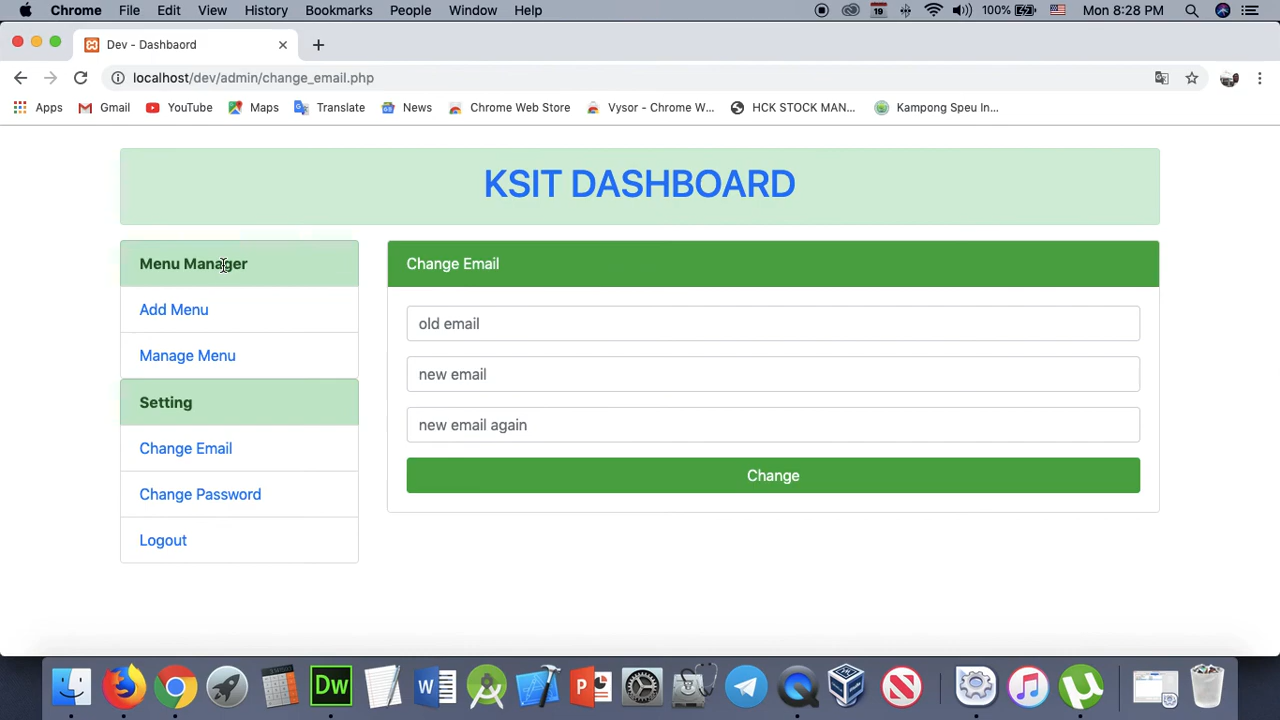 Chrome File Edit View History Bookmarks People Window Help 19 100% Mon 8:28 PM
Dev - Dashbaord
localhost/dev/admin/change_email.php
Apps Gmail YouTube Maps Translate News Chrome Web Store Vysor - Chrome W... HCK STOCK MAN... Kampong Speu In...
KSIT DASHBOARD
Menu Manager
Add Menu
Manage Menu
Setting
Change Email
Change Password
Logout
Change Email
old email
new email
new email again
Change
Dw W P